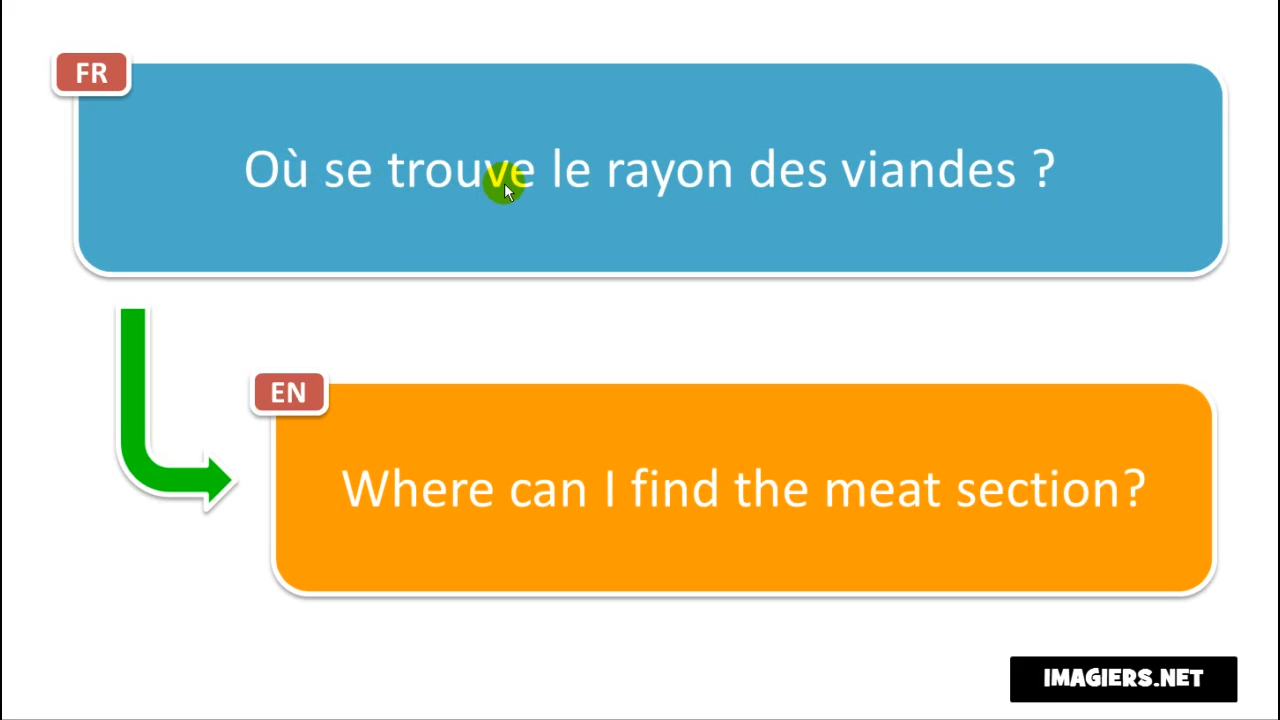 FR
Où se trouve le rayon des viandes ?
EN
Where can I find the meat section?
IMAGIERS.NET